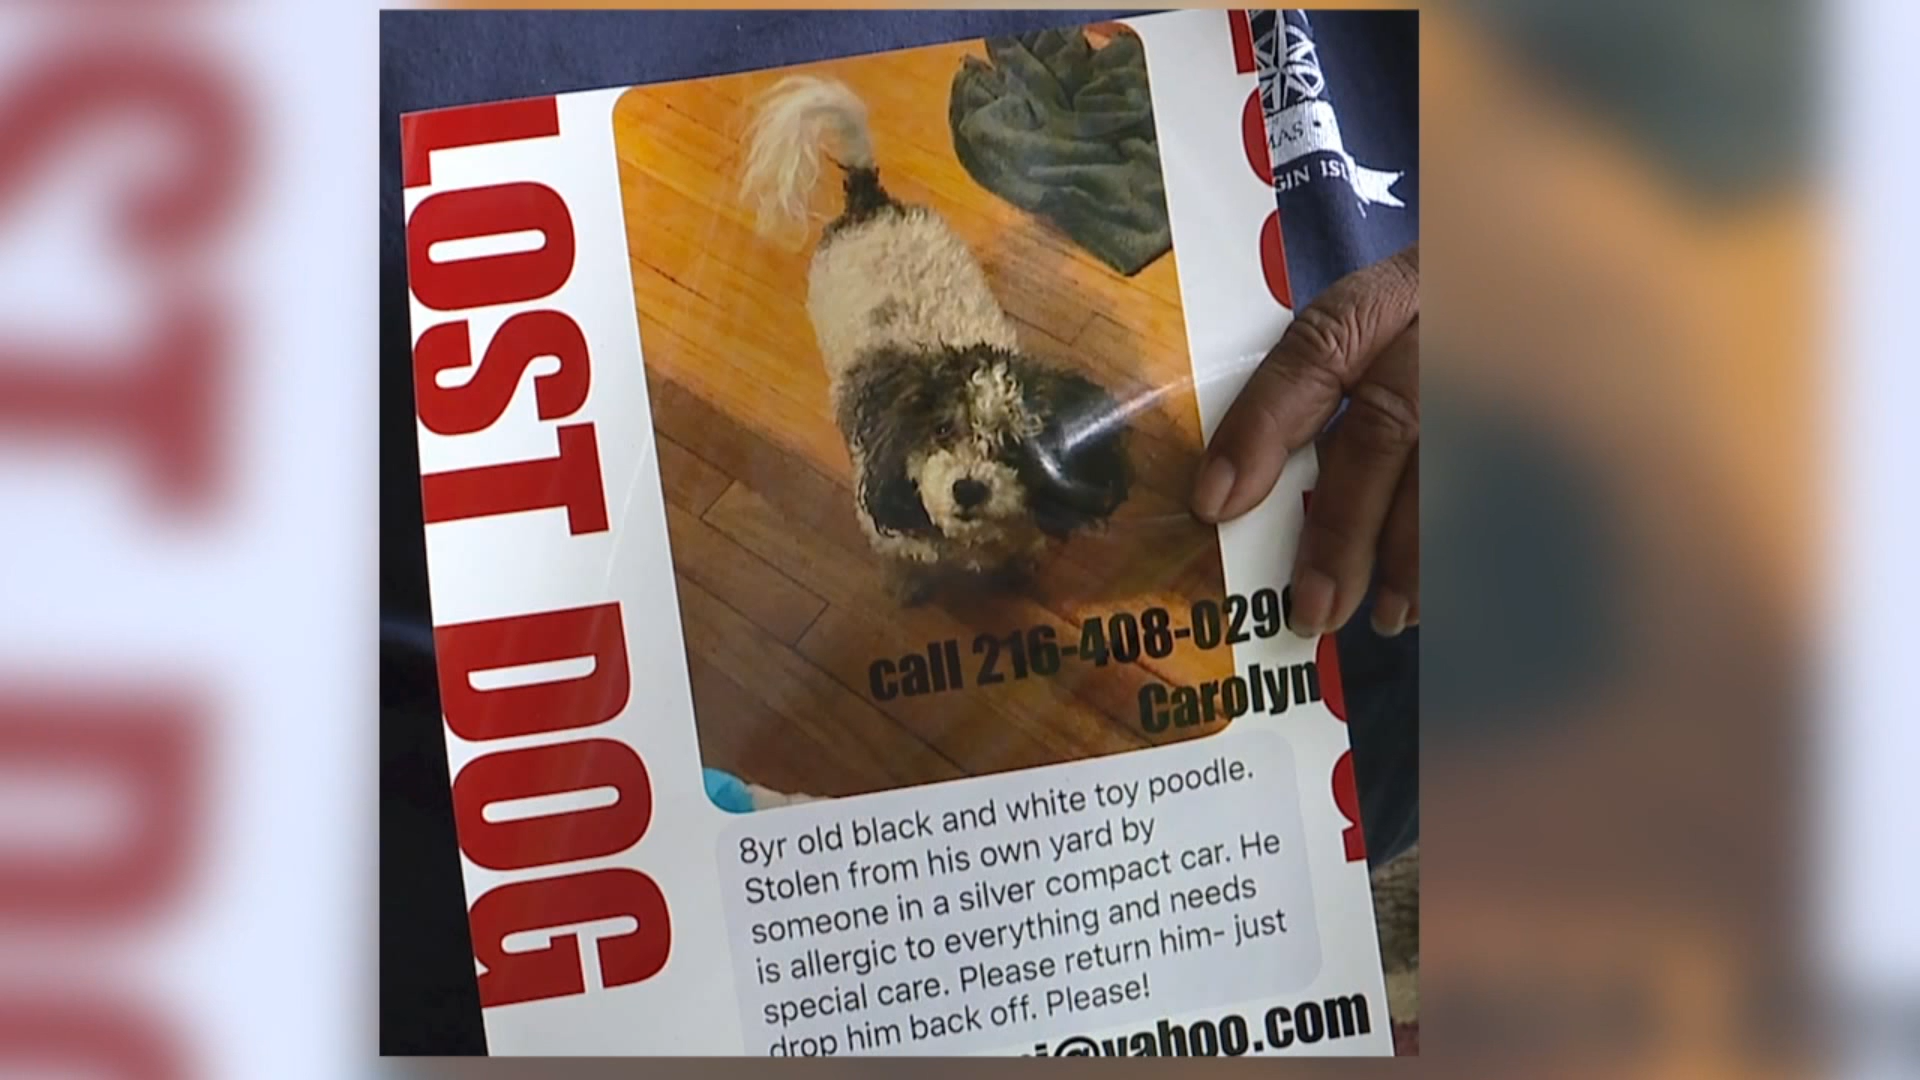 LOST DOG
call 216-408-029
Carolyn
8yr old black and white toy poodle.
Stolen from his own yard by
someone in a silver compact car. He
is allergic to everything and needs
special care. Please return him- just
drop him back off. Please!
@yahoo.com